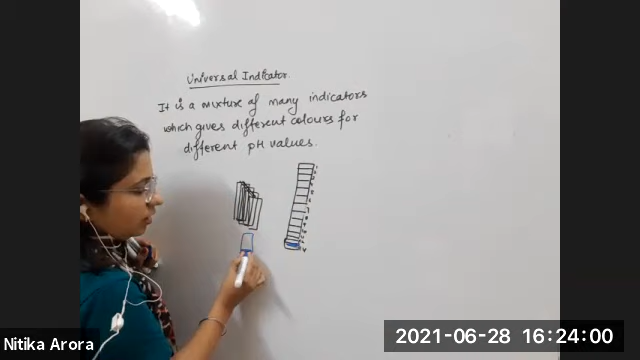 Universal Indicator.
It is a mixture of many indicators
which gives different colours for
different pH values.
Nitika Arora
2021-06-28 16:24:00